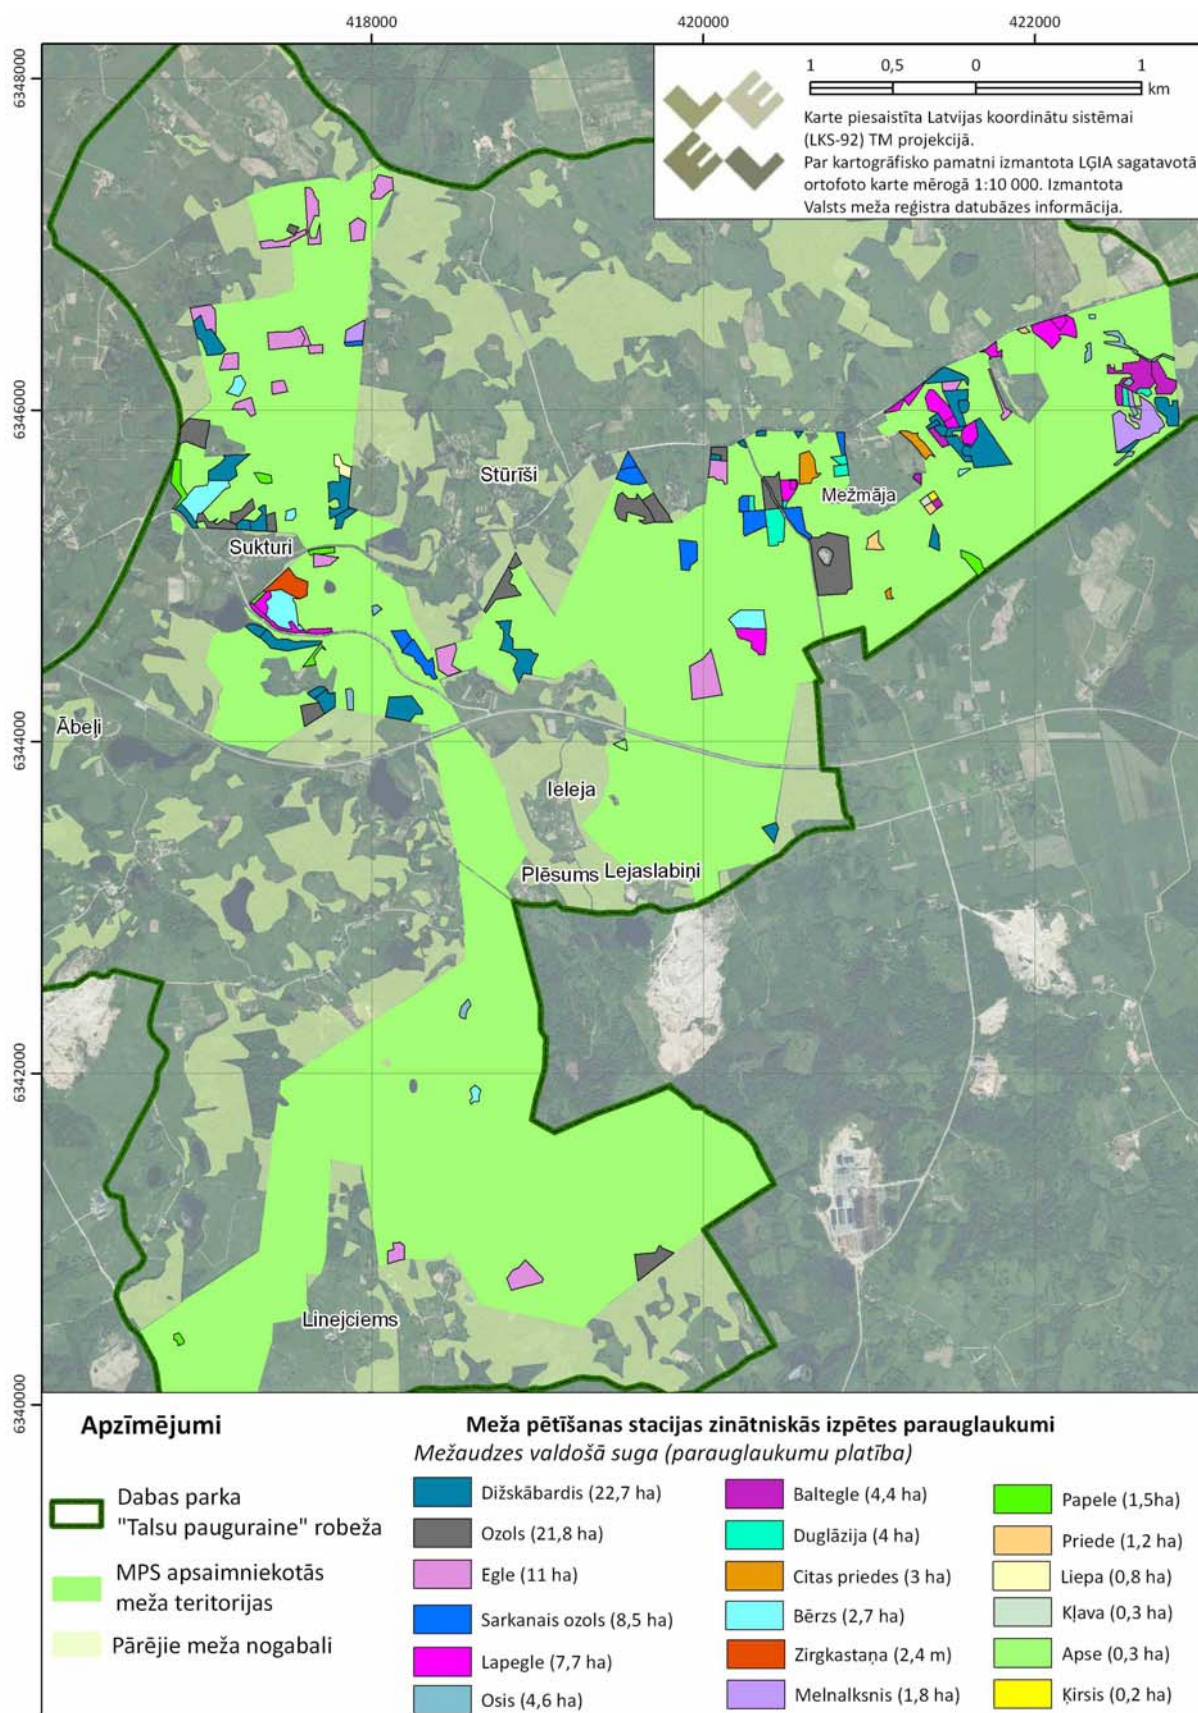 418000
420000
422000
6348000
6346000
6344000
6342000
6340000
1 0,5 0 1
km
Karte piesaistīta Latvijas koordinātu sistēmai
(LKS-92) TM projekcijā.
Par kartogrāfisko pamatni izmantota LĢIA sagatavotā
ortofoto karte mērogā 1:10 000. Izmantota
Valsts meža reģistra datubāzes informācija.
Stūrīši
Mežmāja
Sukturi
Ābeļi
Ieleja
Plēsums
Lejaslabiņi
Linejciems
Apzīmējumi
Dabas parka
"Talsu pauguraine" robeža
MPS apsaimniekotās
meža teritorijas
Pārējie meža nogabali
Meža pētīšanas stacijas zinātniskās izpētes parauglaukumi
Mežaudzes valdošā suga (parauglaukumu platība)
Dižskābardis (22,7 ha)
Ozols (21,8 ha)
Egle (11 ha)
Sarkanais ozols (8,5 ha)
Lapegle (7,7 ha)
Osis (4,6 ha)
Baltegle (4,4 ha)
Duglāzija (4 ha)
Citas priedes (3 ha)
Bērzs (2,7 ha)
Zirgkastaņa (2,4 m)
Melnalksnis (1,8 ha)
Papele (1,5ha)
Priede (1,2 ha)
Liepa (0,8 ha)
Kļava (0,3 ha)
Apse (0,3 ha)
Ķirsis (0,2 ha)